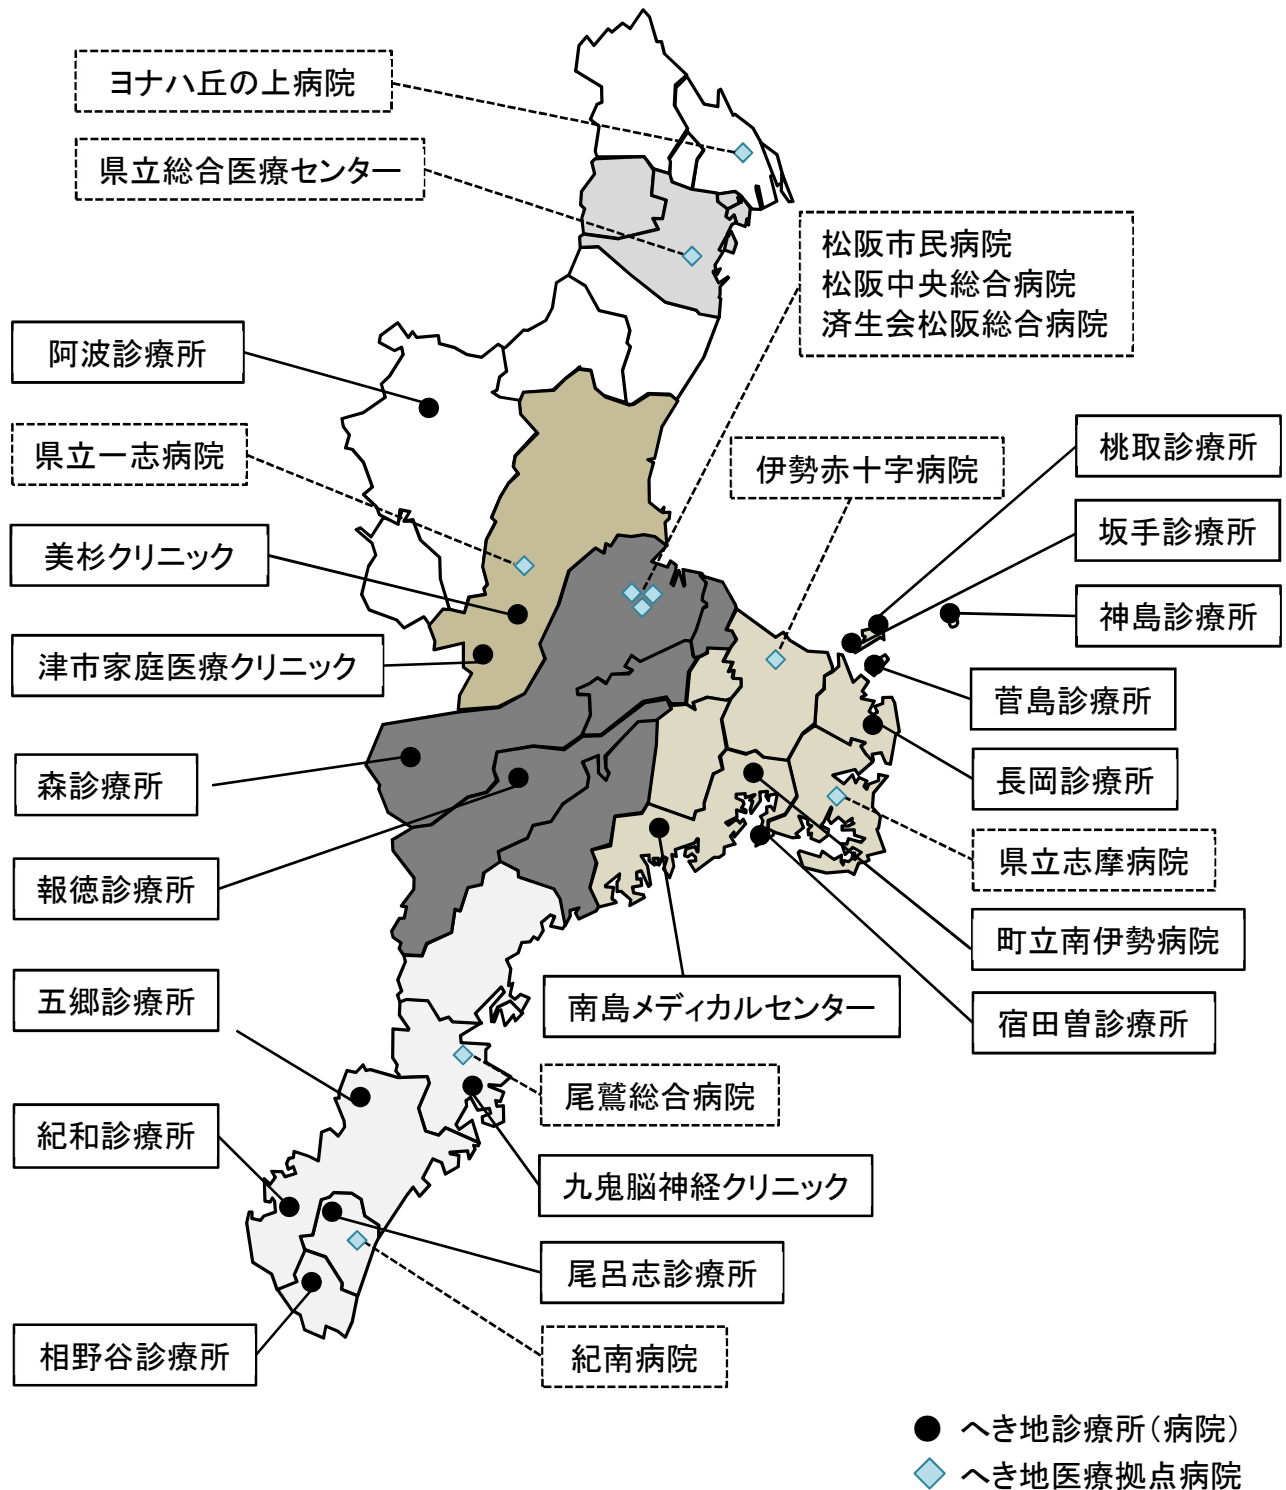 ヨナハ丘の上病院
県立総合医療センター
松阪市民病院
松阪中央総合病院
済生会松阪総合病院
阿波診療所
県立一志病院
伊勢赤十字病院
桃取診療所
美杉クリニック
坂手診療所
神島診療所
津市家庭医療クリニック
菅島診療所
森診療所
長岡診療所
県立志摩病院
報徳診療所
町立南伊勢病院
五郷診療所
南島メディカルセンター
宿田曽診療所
尾鷲総合病院
紀和診療所
九鬼脳神経クリニック
尾呂志診療所
相野谷診療所
紀南病院
へき地診療所（病院）
へき地医療拠点病院